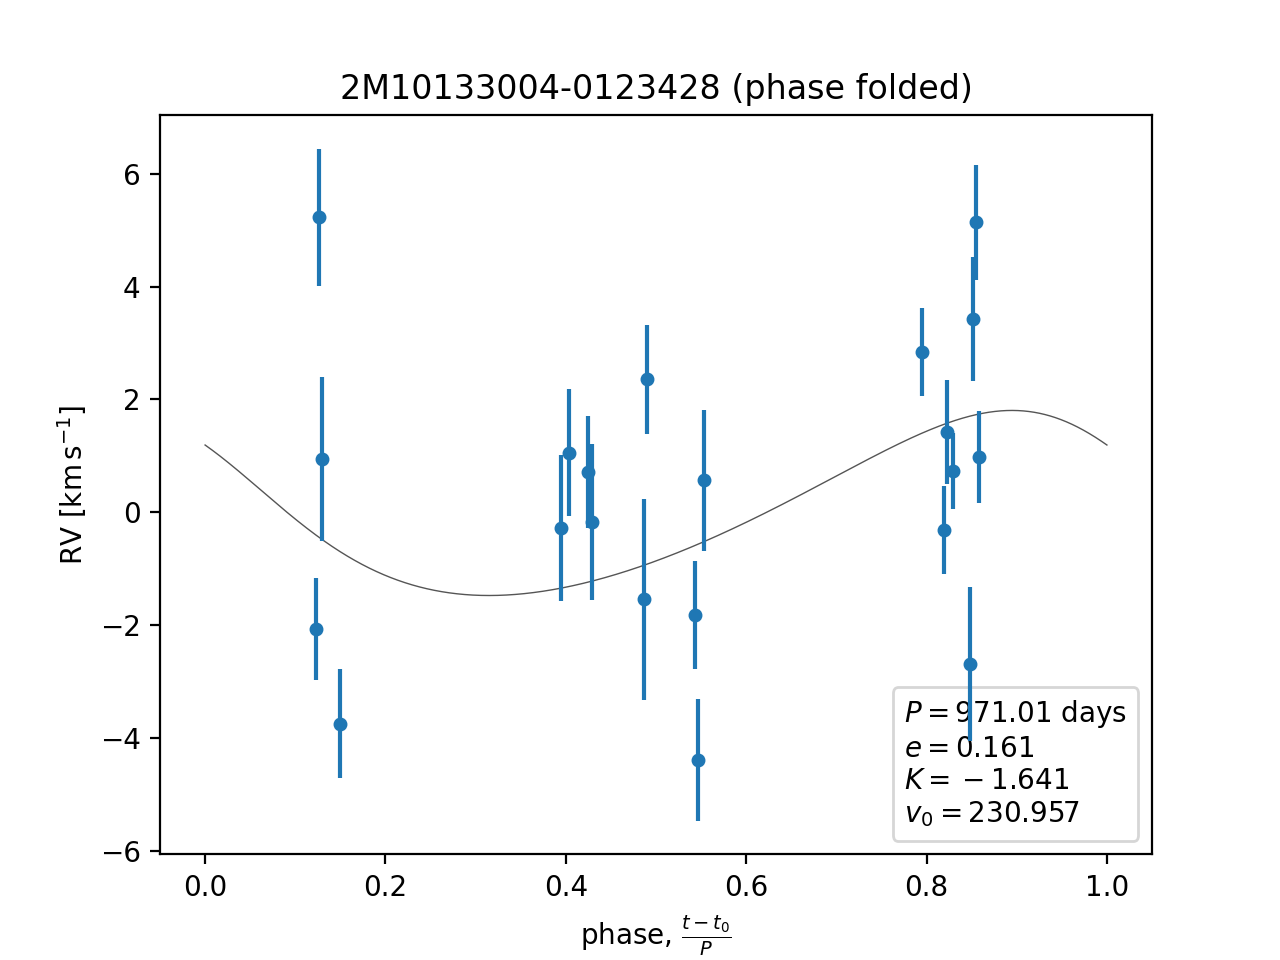 2M10133004-0123428 (phase folded)
6
4
2
0
−2
−4
−6
RV [km s⁻¹]
P = 971.01 days
e = 0.161
K = −1.641
v₀ = 230.957
0.0 0.2 0.4 0.6 0.8 1.0
phase, (t − t₀)/P